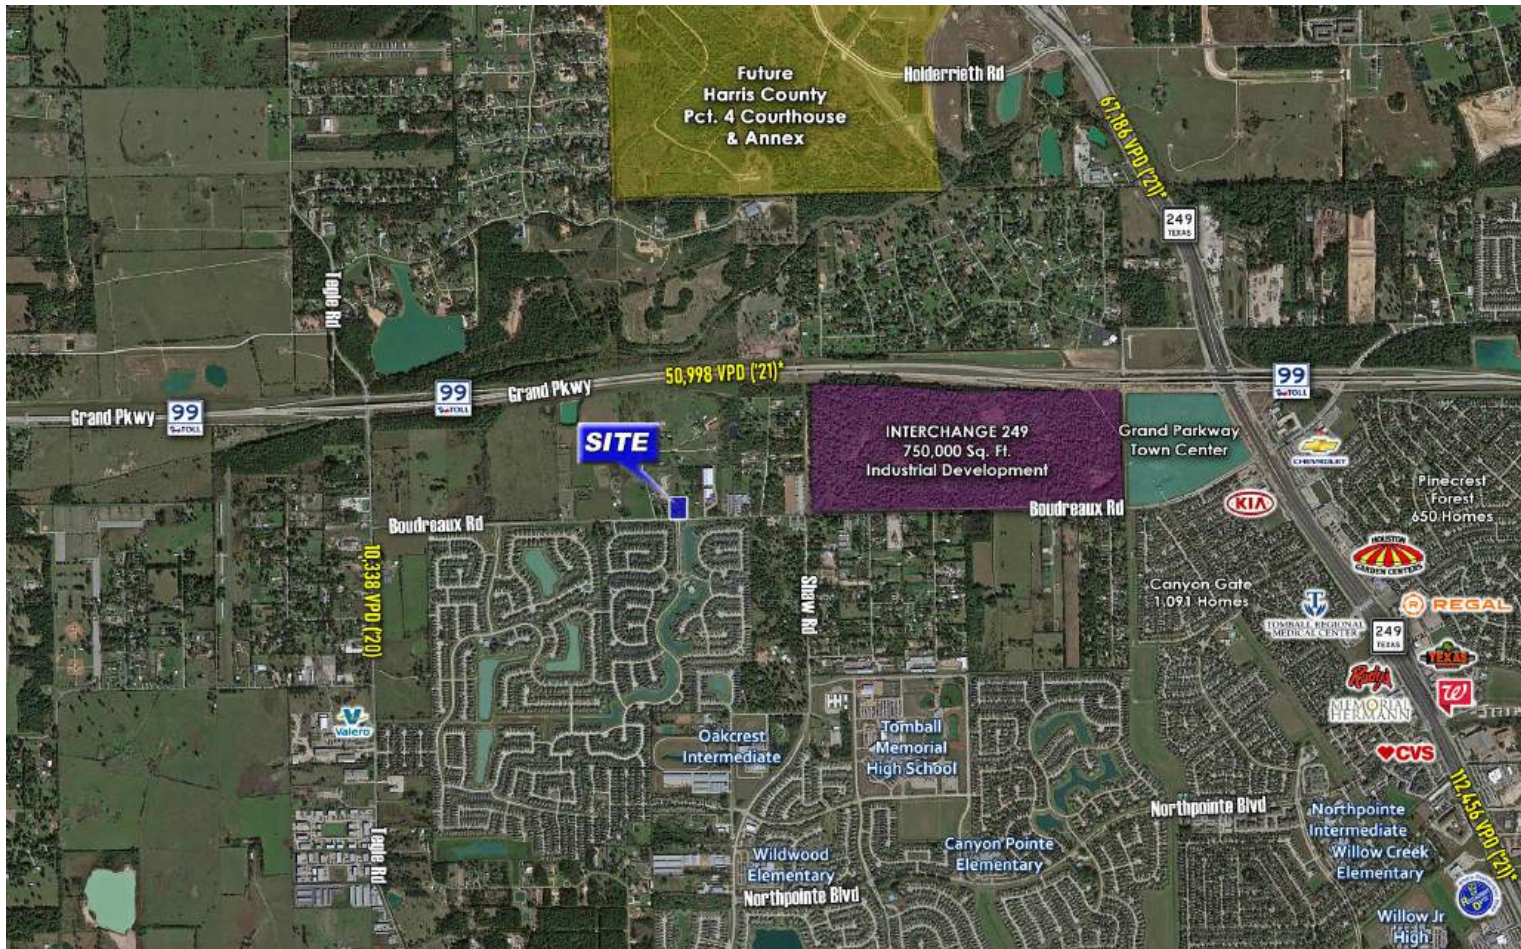 Future
Harris County
Pct. 4 Courthouse
& Annex
Holderrieth Rd
67,186 VPD ('21)*
249
TEXAS
Tegle Rd
50,998 VPD ('21)*
99
TOLL
Grand Pkwy
99
TOLL
Grand Pkwy
99
TOLL
SITE
INTERCHANGE 249
750,000 Sq. Ft.
Industrial Development
Grand Parkway
Town Center
CHEVROLET
KIA
Pinecrest
Forest
650 Homes
Boudreaux Rd
Boudreaux Rd
10,338 VPD ('20)
Shaw Rd
HOUSTON
GARDEN CENTERS
Canyon Gate
1,091 Homes
TOMBALL REGIONAL
MEDICAL CENTER
REGAL
249
TEXAS
TEXAS
Rudy's
MEMORIAL
HERMANN
W
CVS
Valero
Oakcrest
Intermediate
Tomball
Memorial
High School
112,456 VPD ('21)*
Northpointe Blvd
Northpointe
Intermediate
Willow Creek
Elementary
Tegle Rd
Wildwood
Elementary
Canyon Pointe
Elementary
Northpointe Blvd
Willow Jr
High